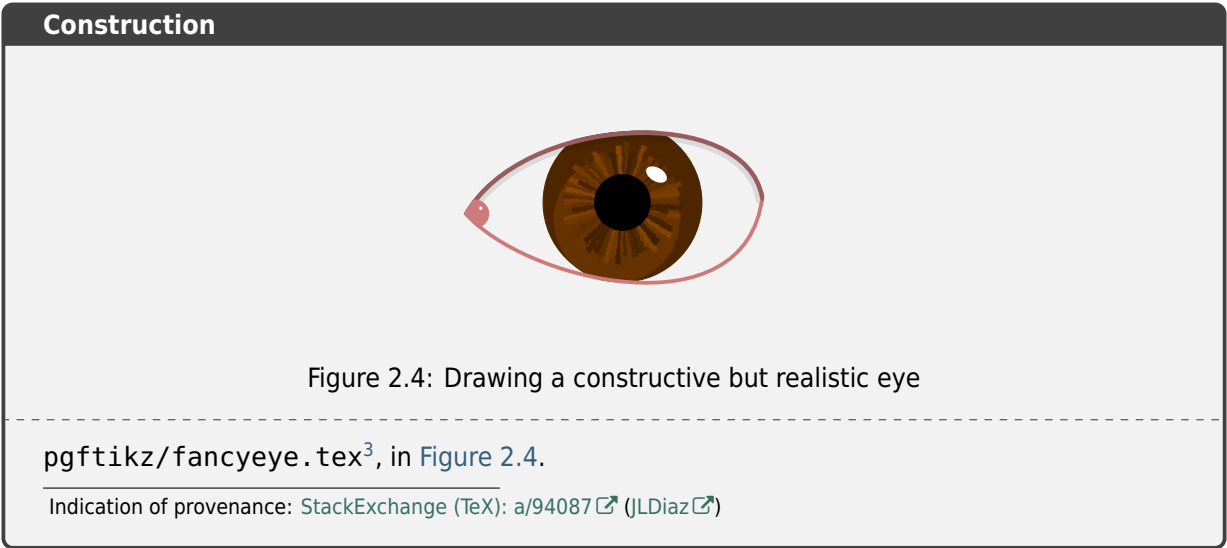 Construction
Figure 2.4: Drawing a constructive but realistic eye
pgftikz/fancyeye.tex³, in Figure 2.4.
Indication of provenance: StackExchange (TeX): a/94087 (JLDiaz)